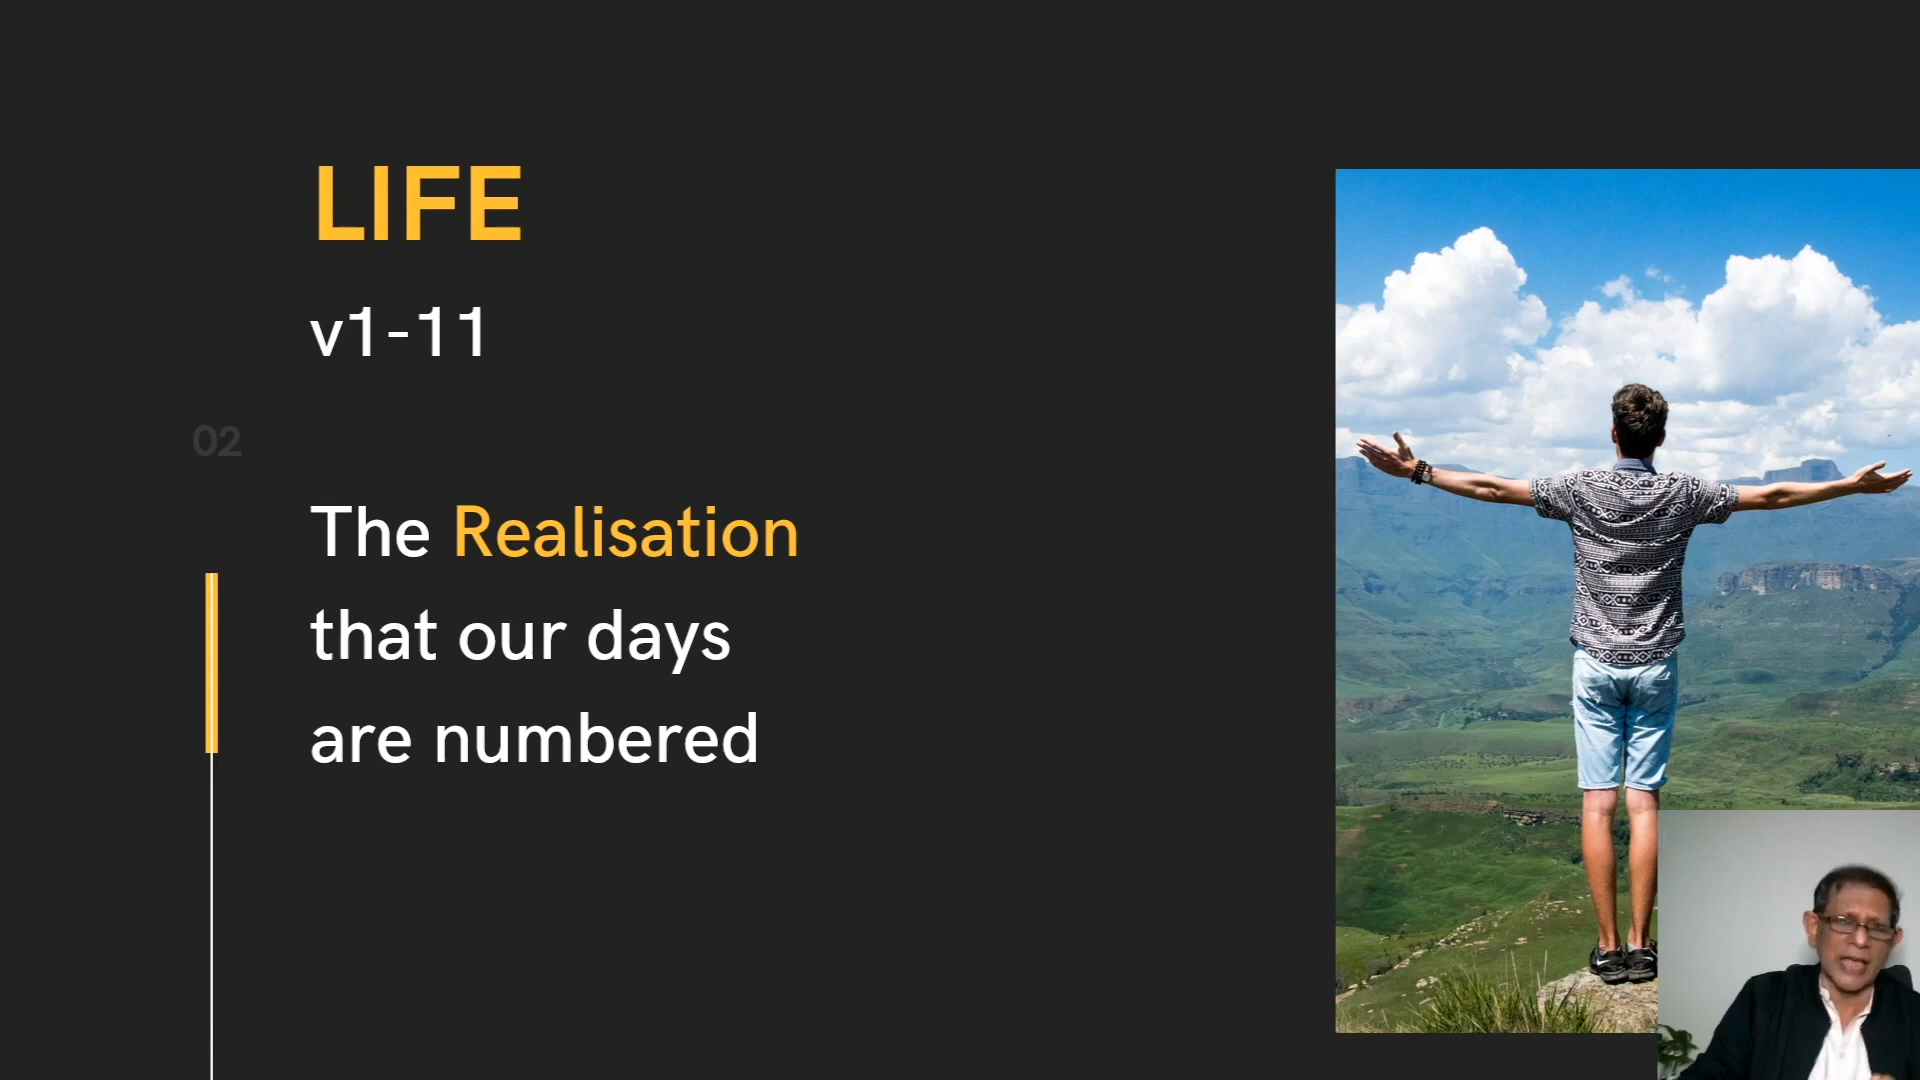 LIFE
v1-11
02
The Realisation
that our days
are numbered